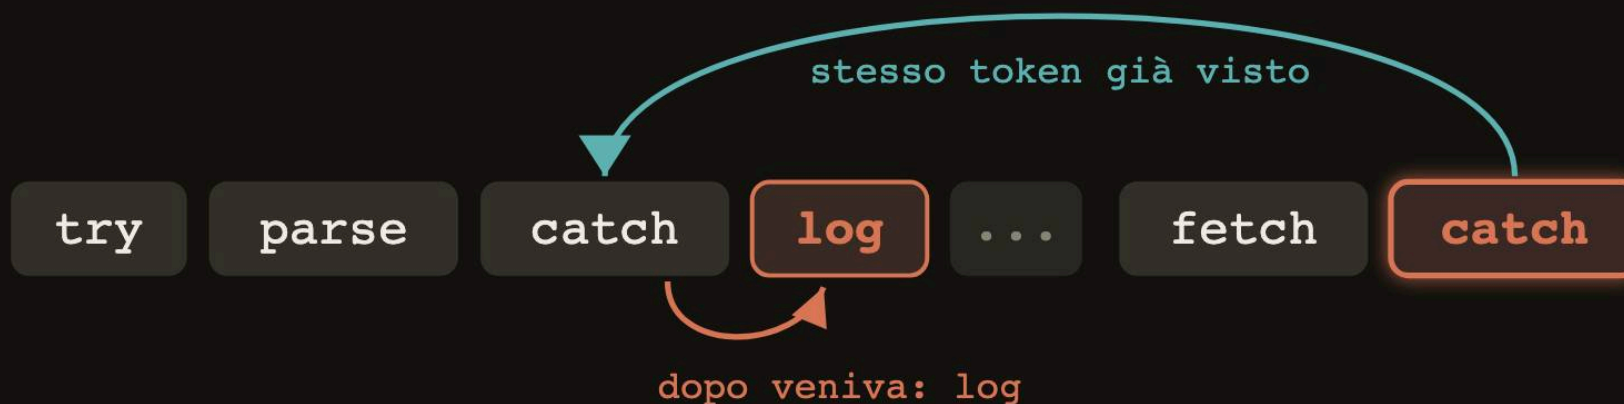 stesso token già visto
try parse catch log ... fetch catch
dopo veniva: log